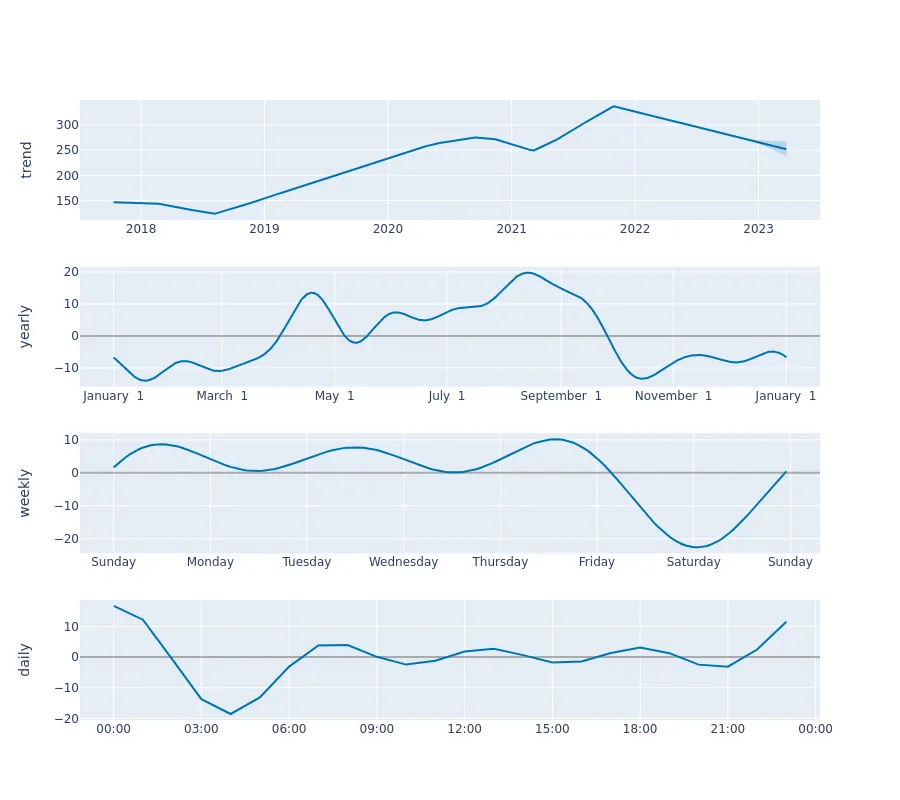 trend
300
250
200
150
2018 2019 2020 2021 2022 2023
yearly
20
10
0
−10
January 1 March 1 May 1 July 1 September 1 November 1 January 1
weekly
10
0
−10
−20
Sunday Monday Tuesday Wednesday Thursday Friday Saturday Sunday
daily
10
0
−10
−20
00:00 03:00 06:00 09:00 12:00 15:00 18:00 21:00 00:00